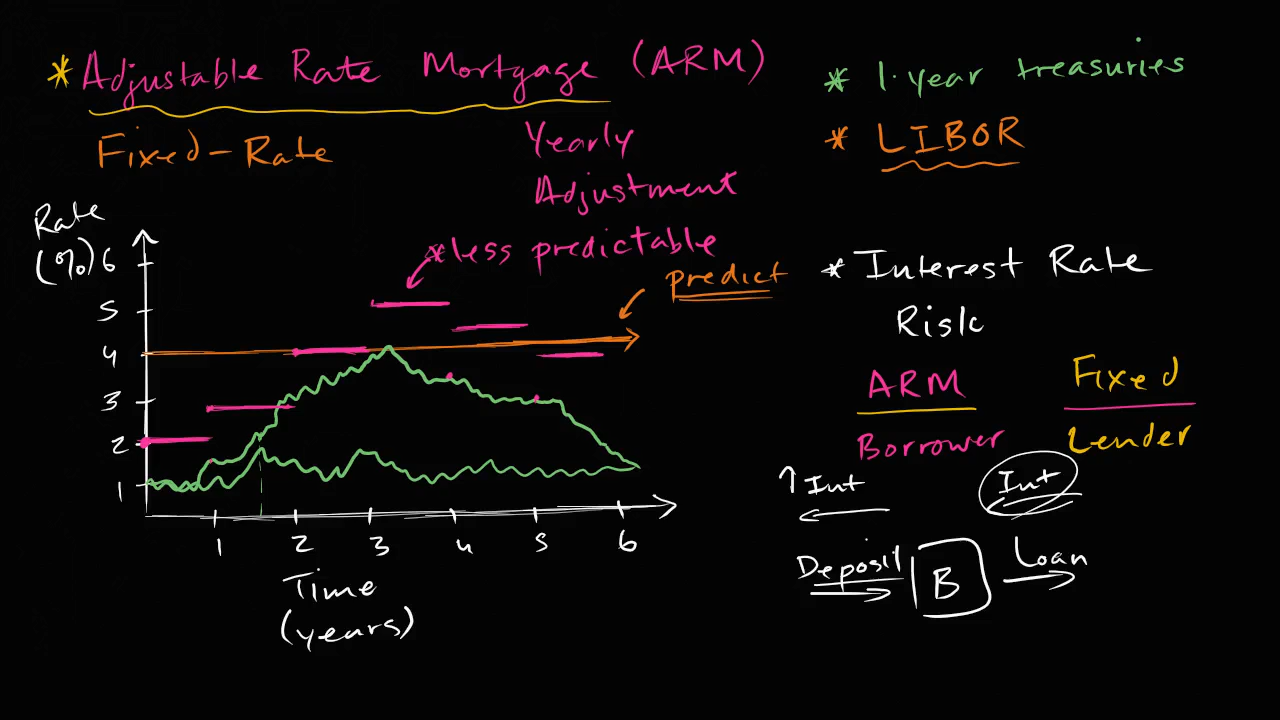 * Adjustable Rate Mortgage (ARM)
Fixed-Rate
Yearly
Adjustment
*less predictable
predict
* 1-year treasuries
* LIBOR
* Interest Rate
Risk
ARM
Fixed
Borrower
Lender
↑ Int
Int
Deposit
B
Loan
Rate
(%)
6
5
4
3
2
1
1 2 3 4 5 6
Time
(years)